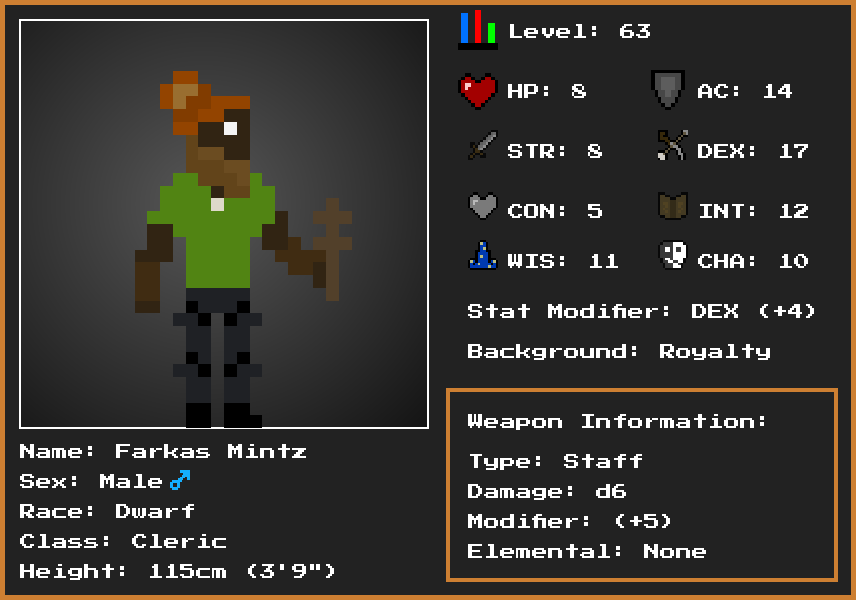 Level: 63
HP: 8
AC: 14
STR: 8
DEX: 17
CON: 5
INT: 12
WIS: 11
CHA: 10
Stat Modifier: DEX (+4)
Background: Royalty
Weapon Information:
Type: Staff
Damage: d6
Modifier: (+5)
Elemental: None
Name: Farkas Mintz
Sex: Male♂
Race: Dwarf
Class: Cleric
Height: 115cm (3'9")